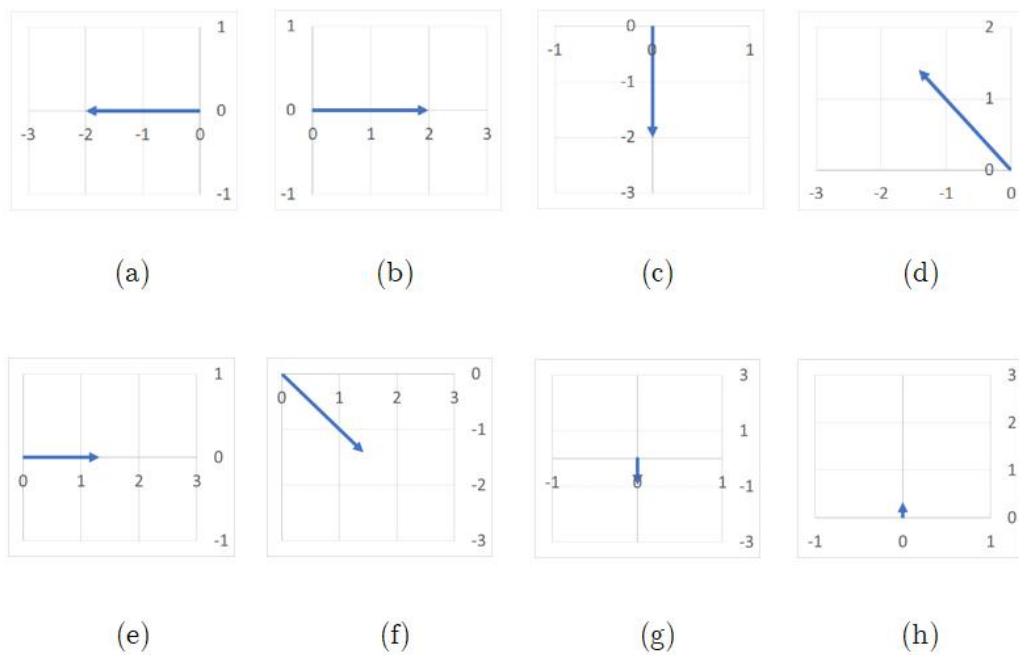 1 1 0 2
-1 0 1
0 0 -1 1
-3 -2 -1 0 0 1 2 3 -2 0
-1 -1 -3 -3 -2 -1 0
(a) (b) (c) (d)
1 0 3 3
0 1 2 3 2
-1 1
0 1
0 1 2 3 -2 -1 0 1 -1 0
-1 -3 -3 -1 0 1
(e) (f) (g) (h)